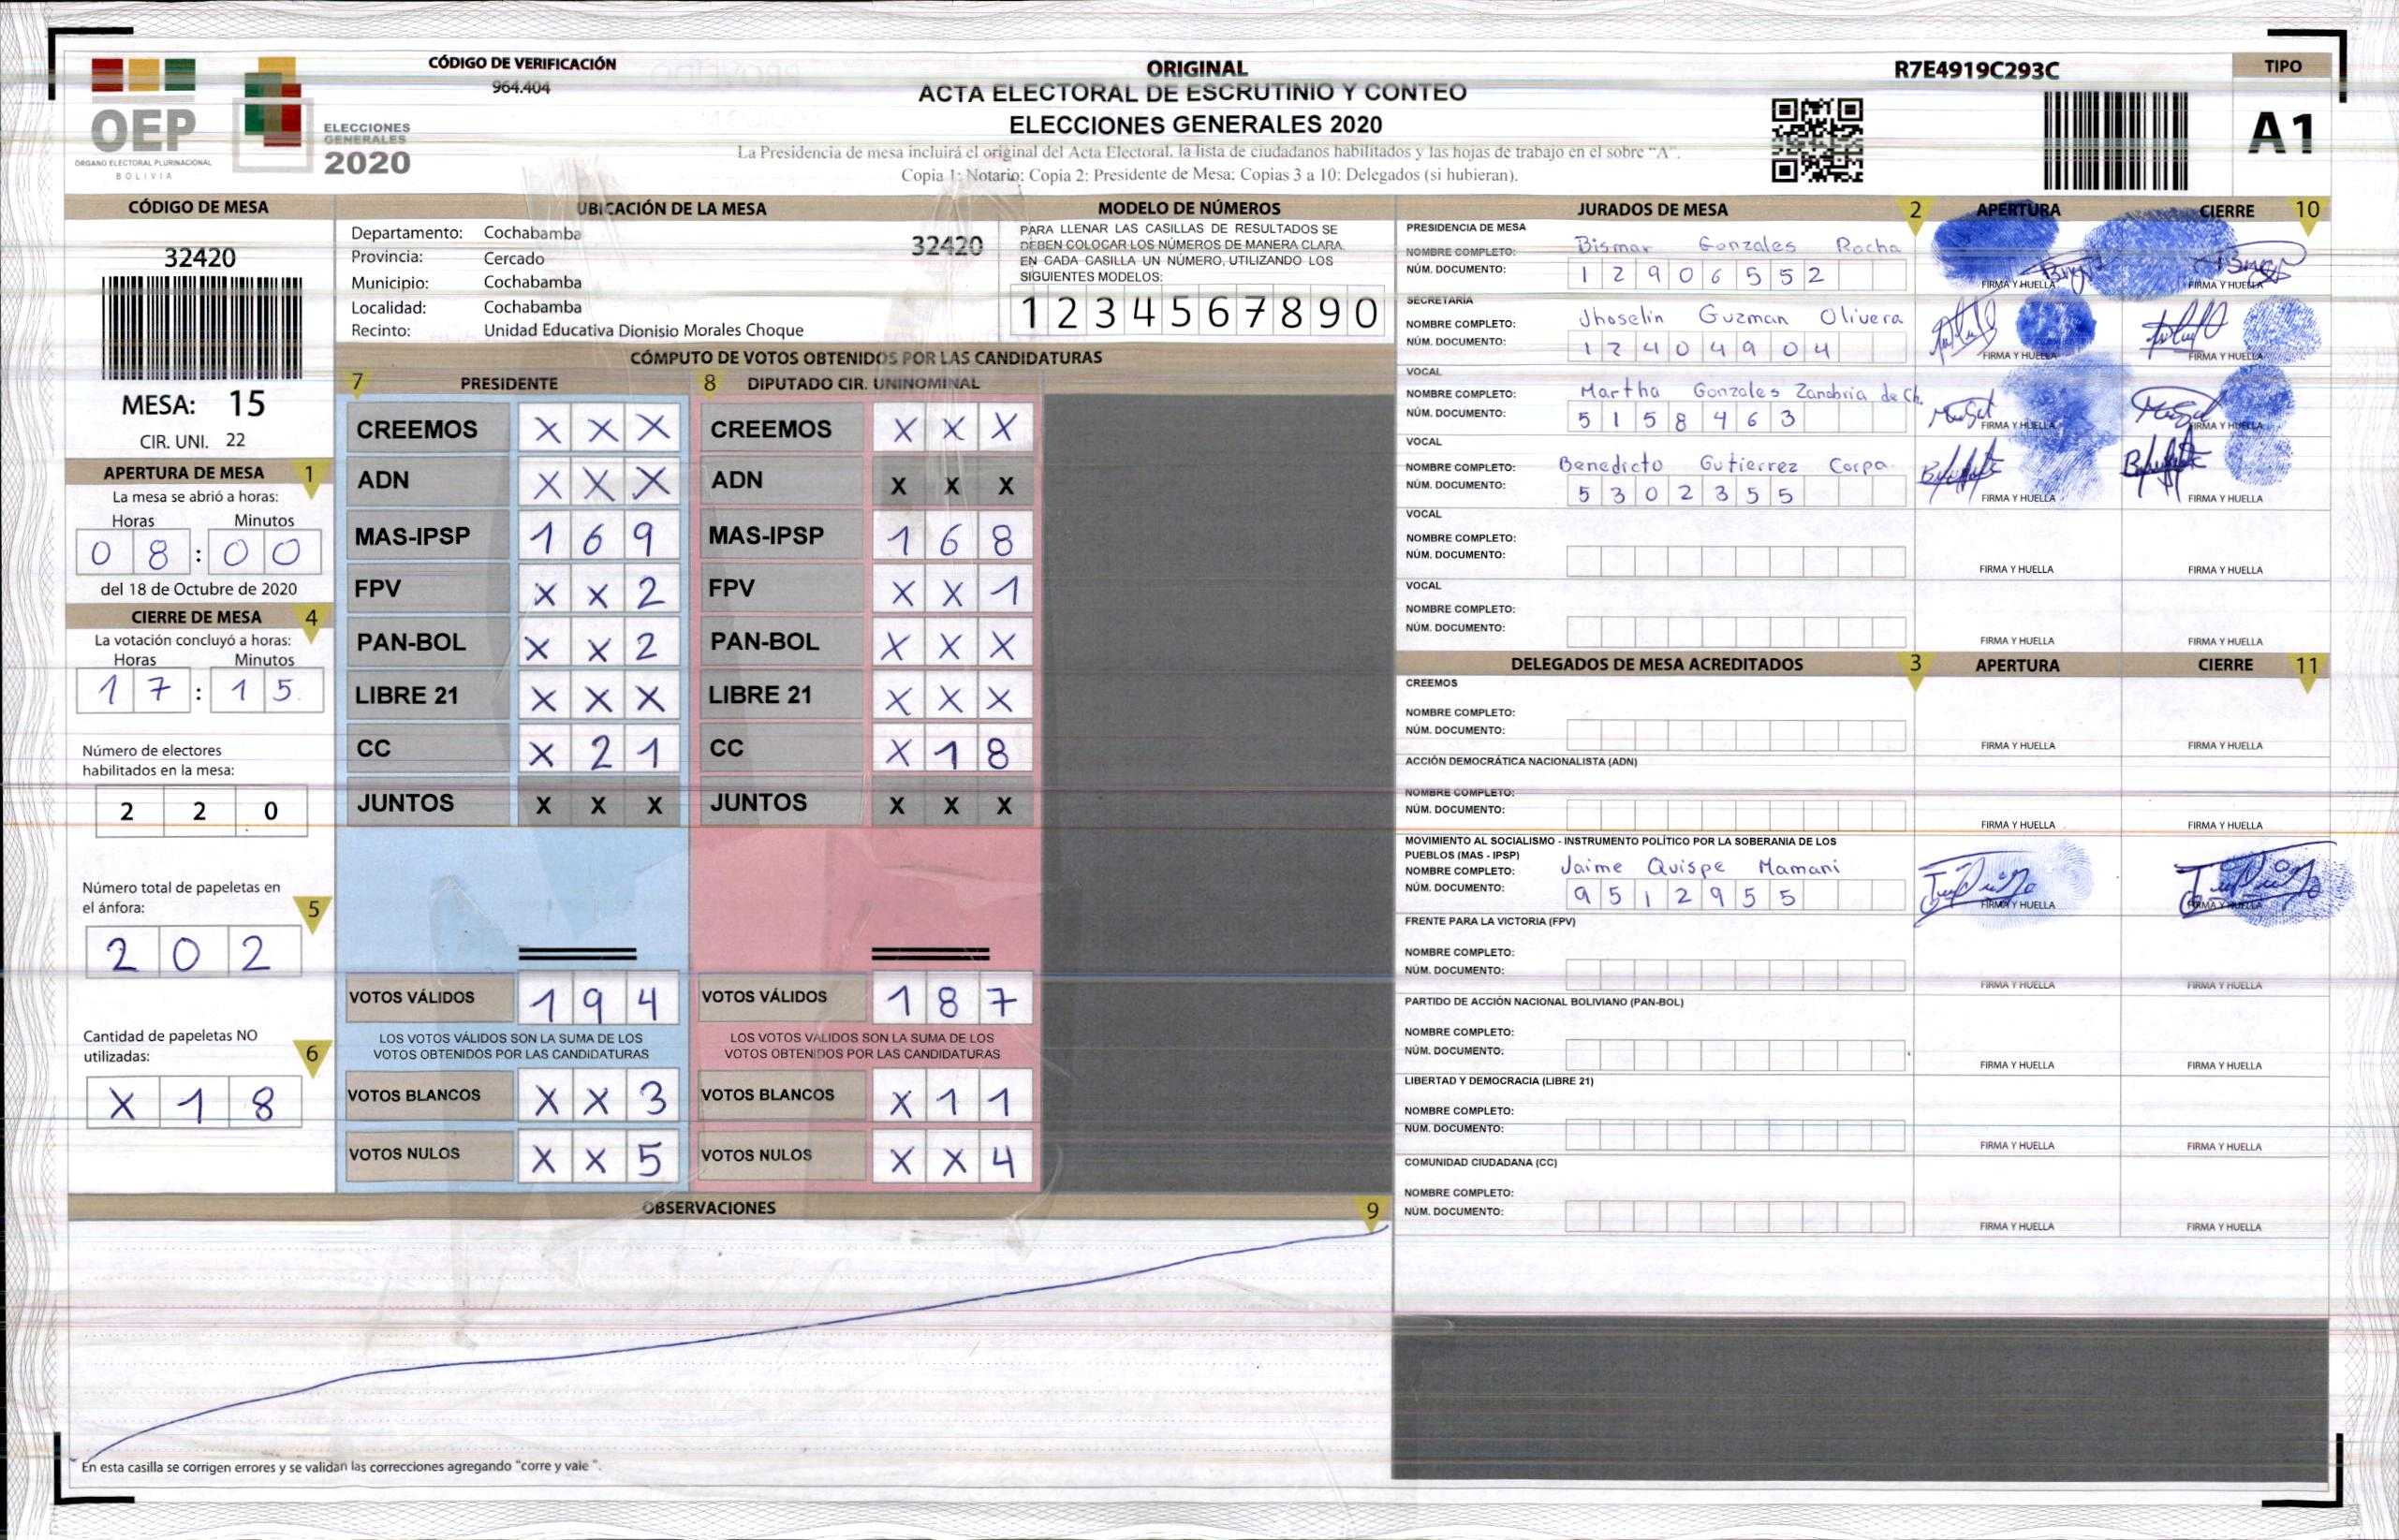 CÓDIGO DE VERIFICACIÓN
964.404
ORIGINAL
ACTA ELECTORAL DE ESCRUTINIO Y CONTEO
ELECCIONES GENERALES 2020
La Presidencia de mesa incluirá el original del Acta Electoral, la lista de ciudadanos habilitados y las hojas de trabajo en el sobre "A".
Copia 1: Notario; Copia 2: Presidente de Mesa; Copias 3 a 10: Delegados (si hubieran).
R7E4919C293C
TIPO
A1
OEP
ÓRGANO ELECTORAL PLURINACIONAL
BOLIVIA
ELECCIONES
GENERALES
2020
CÓDIGO DE MESA
32420
MESA: 15
CIR. UNI. 22
APERTURA DE MESA 1
La mesa se abrió a horas:
Horas Minutos
0 8 : 0 0
del 18 de Octubre de 2020
CIERRE DE MESA 4
La votación concluyó a horas:
Horas Minutos
1 7 : 1 5
Número de electores
habilitados en la mesa:
2 2 0
Número total de papeletas en
el ánfora: 5
2 0 2
Cantidad de papeletas NO
utilizadas: 6
X 1 8
UBICACIÓN DE LA MESA
Departamento: Cochabamba
32420
Provincia: Cercado
Municipio: Cochabamba
Localidad: Cochabamba
Recinto: Unidad Educativa Dionisio Morales Choque
MODELO DE NÚMEROS
PARA LLENAR LAS CASILLAS DE RESULTADOS SE
DEBEN COLOCAR LOS NÚMEROS DE MANERA CLARA,
EN CADA CASILLA UN NÚMERO, UTILIZANDO LOS
SIGUIENTES MODELOS:
1 2 3 4 5 6 7 8 9 0
CÓMPUTO DE VOTOS OBTENIDOS POR LAS CANDIDATURAS
7 PRESIDENTE 8 DIPUTADO CIR. UNINOMINAL
CREEMOS X X X CREEMOS X X X
ADN X X X ADN X X X
MAS-IPSP 1 6 9 MAS-IPSP 1 6 8
FPV X X 2 FPV X X 1
PAN-BOL X X 2 PAN-BOL X X X
LIBRE 21 X X X LIBRE 21 X X X
CC X 2 1 CC X 1 8
JUNTOS X X X JUNTOS X X X
VOTOS VÁLIDOS 1 9 4 VOTOS VÁLIDOS 1 8 7
LOS VOTOS VÁLIDOS SON LA SUMA DE LOS LOS VOTOS VÁLIDOS SON LA SUMA DE LOS
VOTOS OBTENIDOS POR LAS CANDIDATURAS VOTOS OBTENIDOS POR LAS CANDIDATURAS
VOTOS BLANCOS X X 3 VOTOS BLANCOS X 1 1
VOTOS NULOS X X 5 VOTOS NULOS X X 4
OBSERVACIONES 9
En esta casilla se corrigen errores y se validan las correcciones agregando "corre y vale ".
JURADOS DE MESA 2 APERTURA CIERRE 10
PRESIDENCIA DE MESA
NOMBRE COMPLETO: Bismar Gonzales Rocha
NÚM. DOCUMENTO: 1 2 9 0 6 5 5 2
FIRMA Y HUELLA FIRMA Y HUELLA
SECRETARÍA
NOMBRE COMPLETO: Jhoselin Guzman Olivera
NÚM. DOCUMENTO: 1 2 4 0 4 9 0 4
FIRMA Y HUELLA FIRMA Y HUELLA
VOCAL
NOMBRE COMPLETO: Martha Gonzales Zanabria de Ch.
NÚM. DOCUMENTO: 5 1 5 8 4 6 3
FIRMA Y HUELLA FIRMA Y HUELLA
VOCAL
NOMBRE COMPLETO: Benedicto Gutierrez Corpa
NÚM. DOCUMENTO: 5 3 0 2 3 5 5
FIRMA Y HUELLA FIRMA Y HUELLA
VOCAL
NOMBRE COMPLETO:
NÚM. DOCUMENTO:
FIRMA Y HUELLA FIRMA Y HUELLA
VOCAL
NOMBRE COMPLETO:
NÚM. DOCUMENTO:
FIRMA Y HUELLA FIRMA Y HUELLA
DELEGADOS DE MESA ACREDITADOS 3 APERTURA CIERRE 11
CREEMOS
NOMBRE COMPLETO:
NÚM. DOCUMENTO:
FIRMA Y HUELLA FIRMA Y HUELLA
ACCIÓN DEMOCRÁTICA NACIONALISTA (ADN)
NOMBRE COMPLETO:
NÚM. DOCUMENTO:
FIRMA Y HUELLA FIRMA Y HUELLA
MOVIMIENTO AL SOCIALISMO - INSTRUMENTO POLÍTICO POR LA SOBERANIA DE LOS
PUEBLOS (MAS - IPSP)
NOMBRE COMPLETO: Jaime Quispe Mamani
NÚM. DOCUMENTO: 9 5 1 2 9 5 5
FIRMA Y HUELLA FIRMA Y HUELLA
FRENTE PARA LA VICTORIA (FPV)
NOMBRE COMPLETO:
NÚM. DOCUMENTO:
FIRMA Y HUELLA FIRMA Y HUELLA
PARTIDO DE ACCIÓN NACIONAL BOLIVIANO (PAN-BOL)
NOMBRE COMPLETO:
NÚM. DOCUMENTO:
FIRMA Y HUELLA FIRMA Y HUELLA
LIBERTAD Y DEMOCRACIA (LIBRE 21)
NOMBRE COMPLETO:
NÚM. DOCUMENTO:
FIRMA Y HUELLA FIRMA Y HUELLA
COMUNIDAD CIUDADANA (CC)
NOMBRE COMPLETO:
NÚM. DOCUMENTO:
FIRMA Y HUELLA FIRMA Y HUELLA